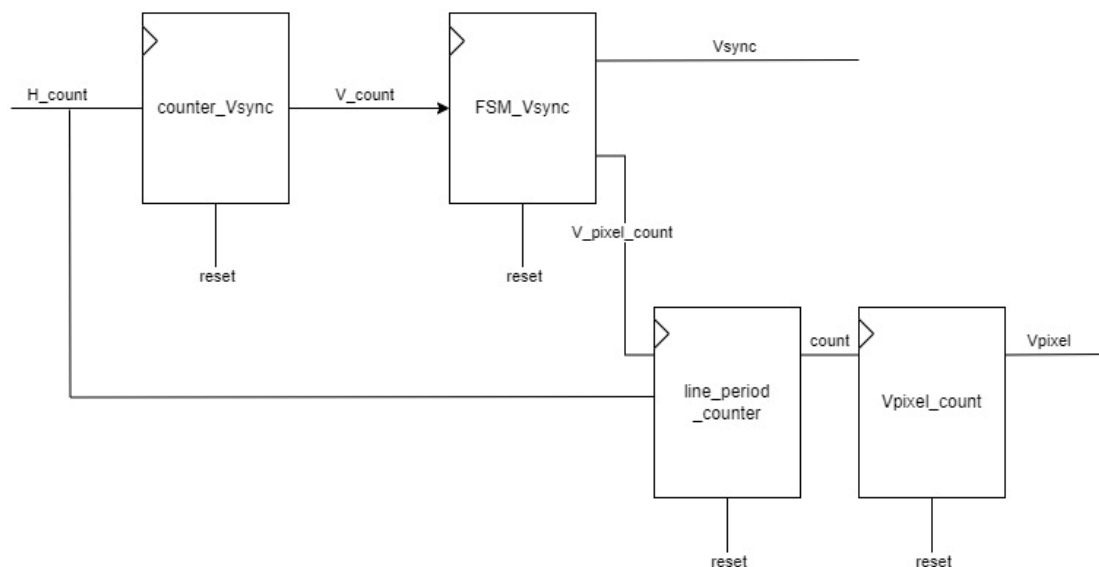 Vsync
H_count
V_count
counter_Vsync
FSM_Vsync
V_pixel_count
reset
reset
count
Vpixel
line_period
_counter
Vpixel_count
reset
reset